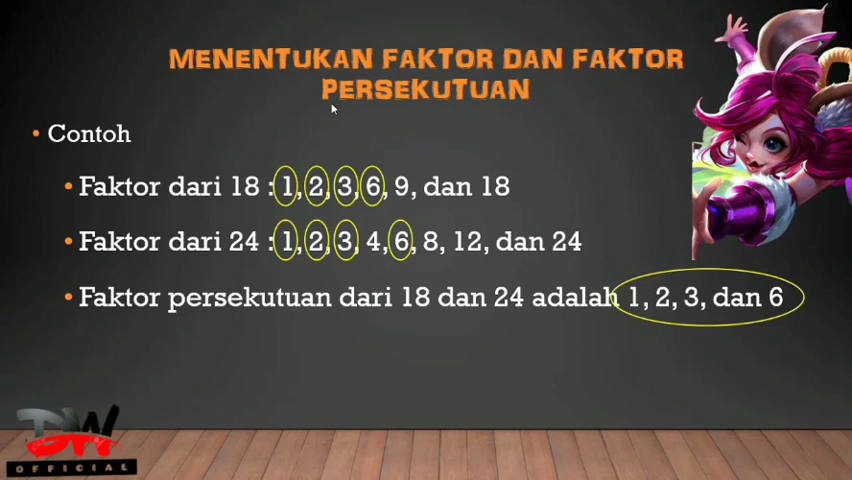 MENENTUKAN FAKTOR DAN FAKTOR
PERSEKUTUAN
• Contoh
• Faktor dari 18 : 1, 2, 3, 6, 9, dan 18
• Faktor dari 24 : 1, 2, 3, 4, 6, 8, 12, dan 24
• Faktor persekutuan dari 18 dan 24 adalah 1, 2, 3, dan 6
DW
OFFICIAL